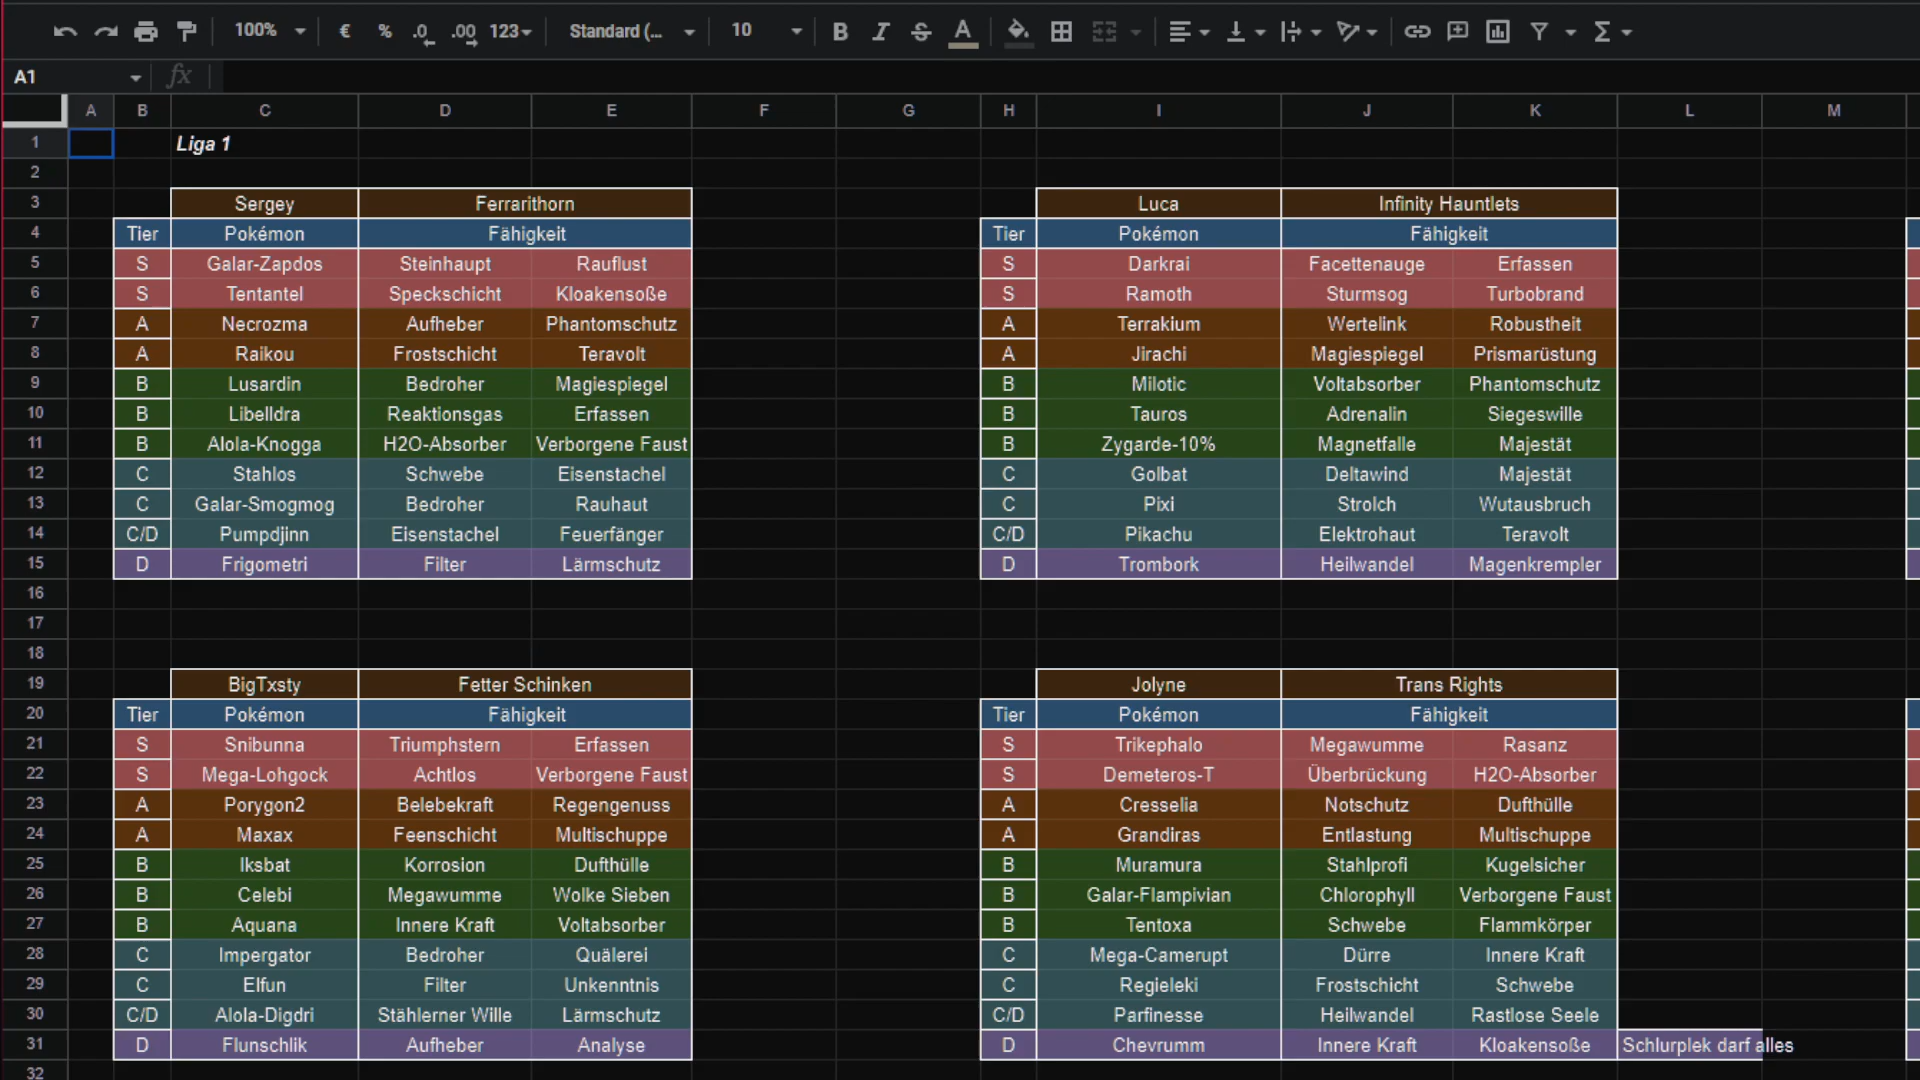 100% € % .0 .00 123 Standard (... 10 B I S A
A1 fx
A B C D E F G H I J K L M
1 Liga 1
2
3 Sergey Ferrarithorn Luca Infinity Hauntlets
4 Tier Pokémon Fähigkeit Tier Pokémon Fähigkeit
5 S Galar-Zapdos Steinhaupt Rauflust S Darkrai Facettenauge Erfassen
6 S Tentantel Speckschicht Kloakensoße S Ramoth Sturmsog Turbobrand
7 A Necrozma Aufheber Phantomschutz A Terrakium Wertelink Robustheit
8 A Raikou Frostschicht Teravolt A Jirachi Magiespiegel Prismarüstung
9 B Lusardin Bedroher Magiespiegel B Milotic Voltabsorber Phantomschutz
10 B Libelldra Reaktionsgas Erfassen B Tauros Adrenalin Siegeswille
11 B Alola-Knogga H2O-Absorber Verborgene Faust B Zygarde-10% Magnetfalle Majestät
12 C Stahlos Schwebe Eisenstachel C Golbat Deltawind Majestät
13 C Galar-Smogmog Bedroher Rauhaut C Pixi Strolch Wutausbruch
14 C/D Pumpdjinn Eisenstachel Feuerfänger C/D Pikachu Elektrohaut Teravolt
15 D Frigometri Filter Lärmschutz D Trombork Heilwandel Magenkrempler
16
17
18
19 BigTxsty Fetter Schinken Jolyne Trans Rights
20 Tier Pokémon Fähigkeit Tier Pokémon Fähigkeit
21 S Snibunna Triumphstern Erfassen S Trikephalo Megawumme Rasanz
22 S Mega-Lohgock Achtlos Verborgene Faust S Demeteros-T Überbrückung H2O-Absorber
23 A Porygon2 Belebekraft Regengenuss A Cresselia Notschutz Dufthülle
24 A Maxax Feenschicht Multischuppe A Grandiras Entlastung Multischuppe
25 B Iksbat Korrosion Dufthülle B Muramura Stahlprofi Kugelsicher
26 B Celebi Megawumme Wolke Sieben B Galar-Flampivian Chlorophyll Verborgene Faust
27 B Aquana Innere Kraft Voltabsorber B Tentoxa Schwebe Flammkörper
28 C Impergator Bedroher Quälerei C Mega-Camerupt Dürre Innere Kraft
29 C Elfun Filter Unkenntnis C Regieleki Frostschicht Schwebe
30 C/D Alola-Digdri Stählerner Wille Lärmschutz C/D Parfinesse Heilwandel Rastlose Seele
31 D Flunschlik Aufheber Analyse D Chevrumm Innere Kraft Kloakensoße Schlurplek darf alles
32